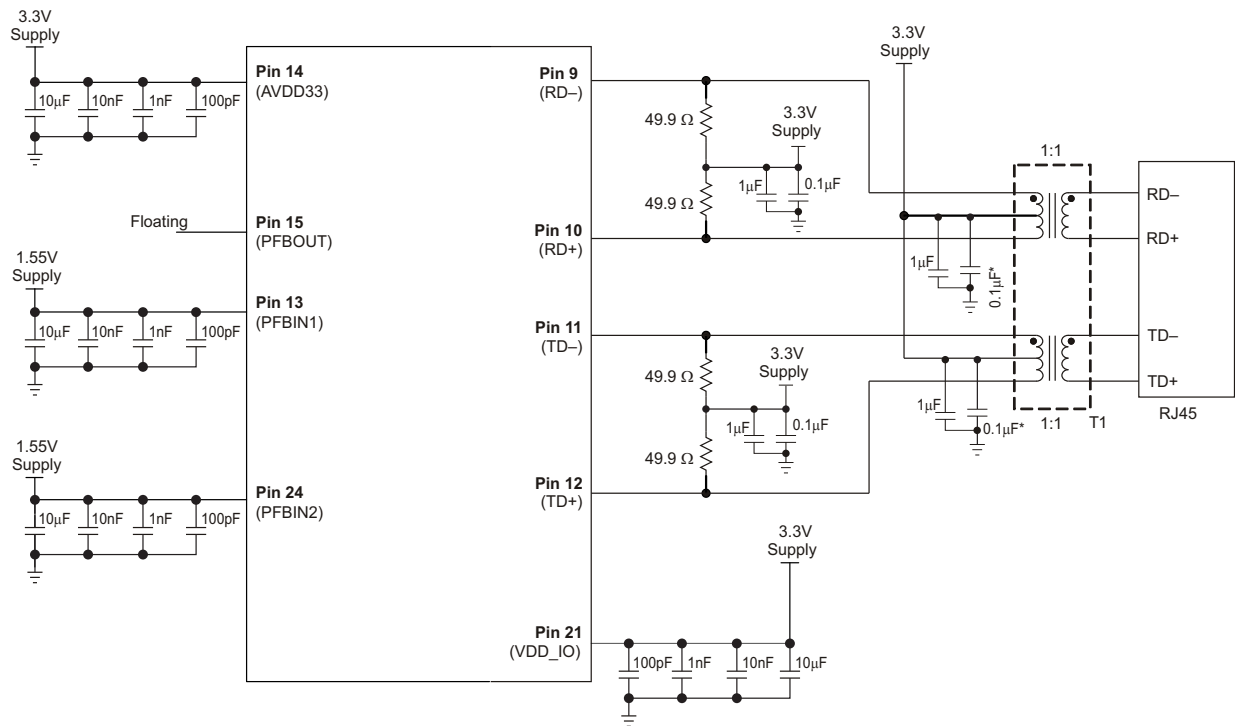 3.3V
Supply
10μF
10nF
1nF
100pF
Pin 14
(AVDD33)
Floating
Pin 15
(PFBOUT)
1.55V
Supply
10μF
10nF
1nF
100pF
Pin 13
(PFBIN1)
1.55V
Supply
10μF
10nF
1nF
100pF
Pin 24
(PFBIN2)
Pin 9
(RD–)
49.9 Ω
3.3V
Supply
1μF
0.1μF
49.9 Ω
Pin 10
(RD+)
Pin 11
(TD–)
49.9 Ω
3.3V
Supply
1μF
0.1μF
49.9 Ω
Pin 12
(TD+)
3.3V
Supply
Pin 21
(VDD_IO)
100pF
1nF
10nF
10μF
3.3V
Supply
1:1
1μF
0.1μF*
1μF
0.1μF*
1:1
T1
RD–
RD+
TD–
TD+
RJ45